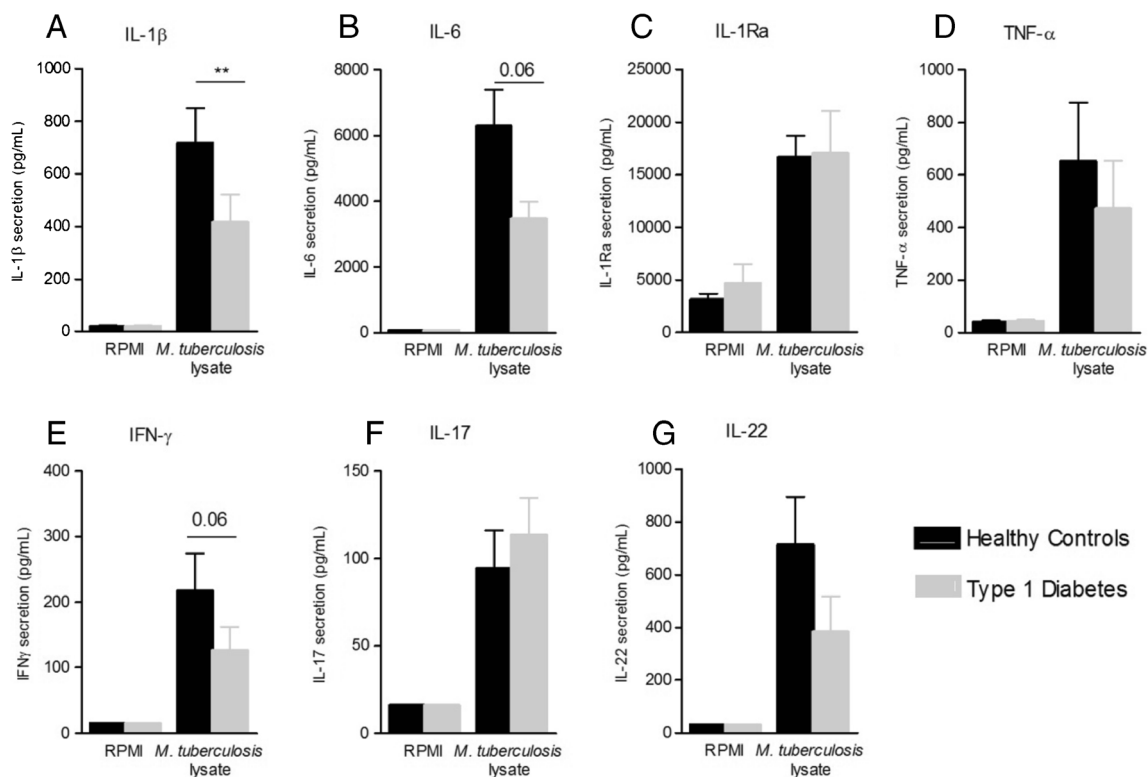 A
IL-1β
1000
800
600
400
200
0
IL-1β secretion (pg/mL)
**
RPMI
M. tuberculosis
lysate
B
IL-6
8000
6000
4000
2000
0
IL-6 secretion (pg/mL)
0.06
RPMI
M. tuberculosis
lysate
C
IL-1Ra
25000
20000
15000
10000
5000
0
IL-1Ra secretion (pg/mL)
RPMI
M. tuberculosis
lysate
D
TNF-α
1000
800
600
400
200
0
TNF-α secretion (pg/mL)
RPMI
M. tuberculosis
lysate
E
IFN-γ
400
300
200
100
0
IFNγ secretion (pg/mL)
0.06
RPMI
M. tuberculosis
lysate
F
IL-17
150
100
50
0
IL-17 secretion (pg/mL)
RPMI
M. tuberculosis
lysate
G
IL-22
1000
800
600
400
200
0
IL-22 secretion (pg/mL)
RPMI
M. tuberculosis
lysate
Healthy Controls
Type 1 Diabetes